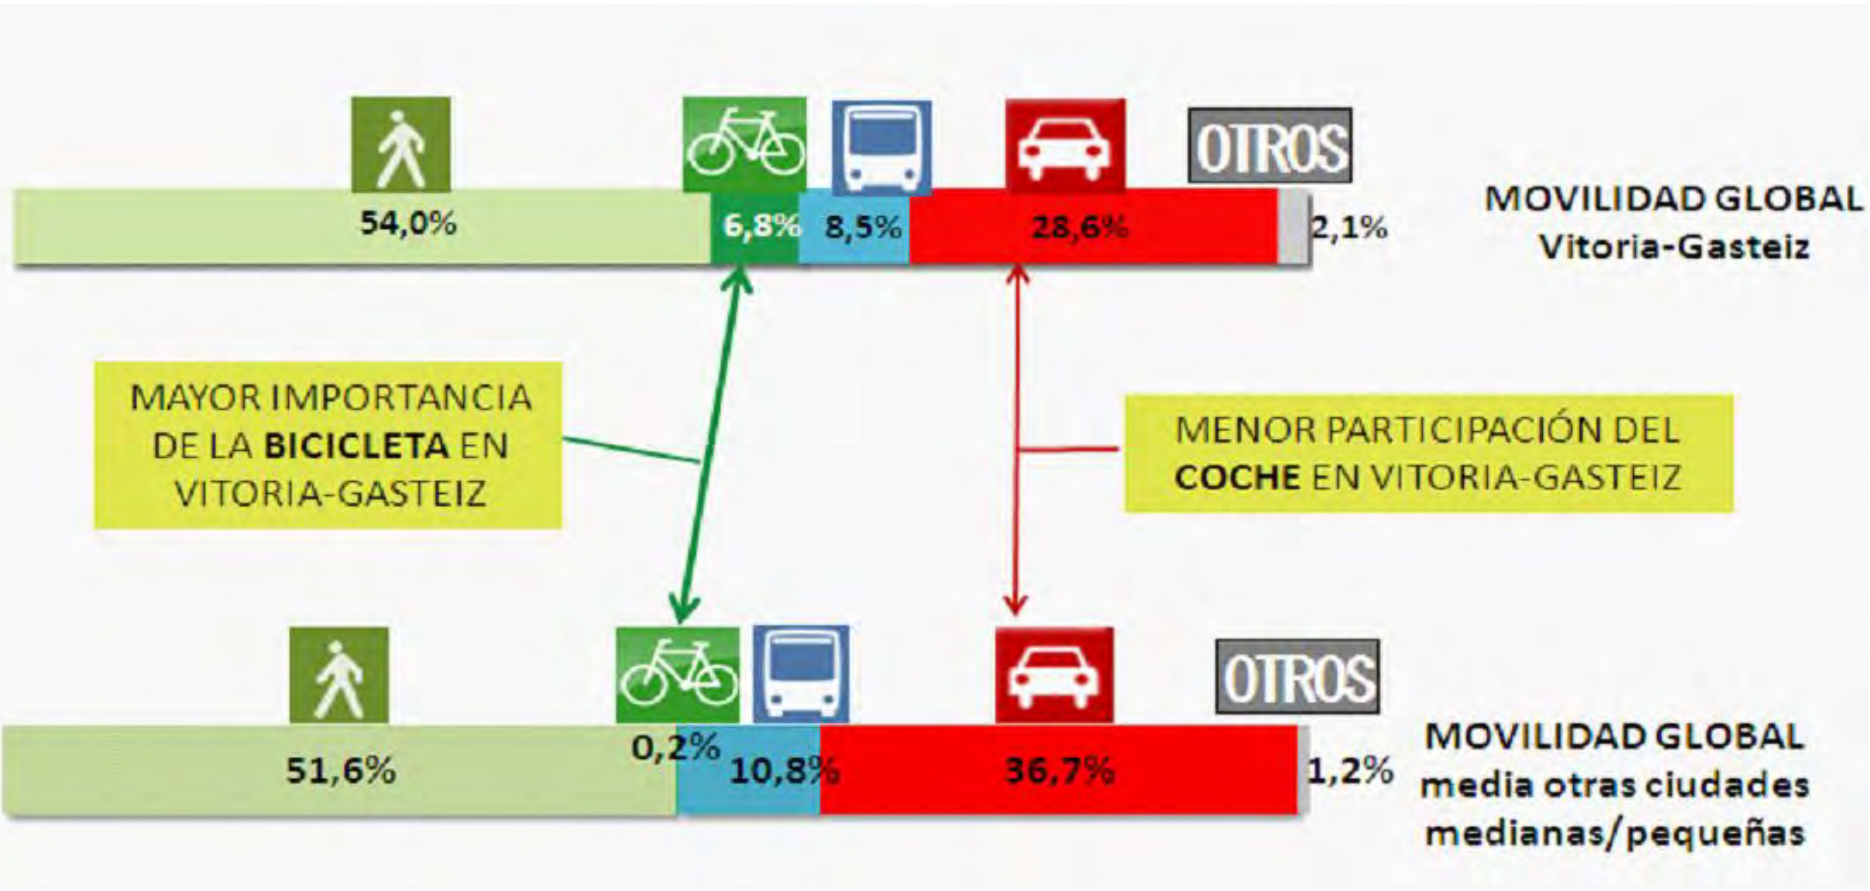 OTROS
54,0%
6,8%
8,5%
28,6%
2,1%
MOVILIDAD GLOBAL
Vitoria-Gasteiz
MAYOR IMPORTANCIA
DE LA BICICLETA EN
VITORIA-GASTEIZ
MENOR PARTICIPACIÓN DEL
COCHE EN VITORIA-GASTEIZ
OTROS
51,6%
0,2%
10,8%
36,7%
1,2%
MOVILIDAD GLOBAL
media otras ciudades
medianas/pequeñas